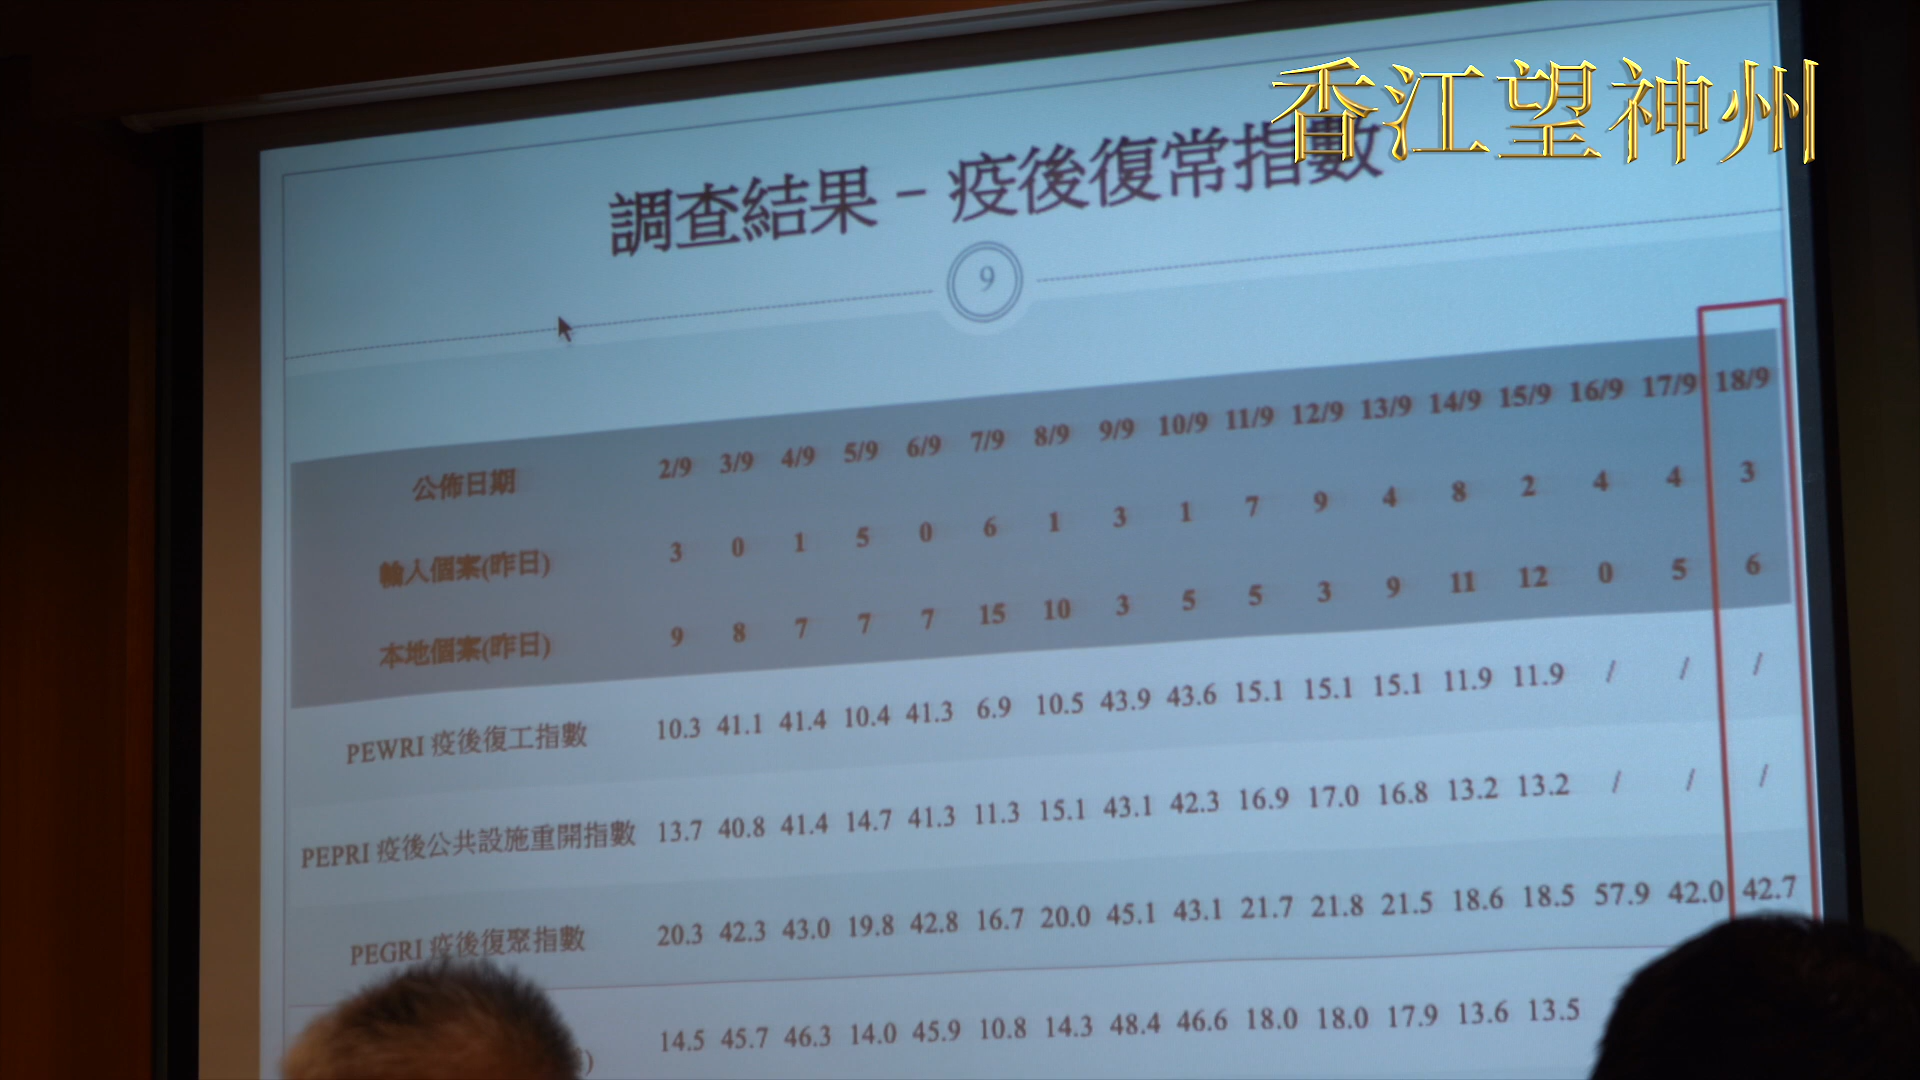 香江望神州
調查結果 – 疫後復常指數
9
公佈日期 2/9 3/9 4/9 5/9 6/9 7/9 8/9 9/9 10/9 11/9 12/9 13/9 14/9 15/9 16/9 17/9 18/9
輸入個案(昨日) 3 0 1 5 0 6 1 3 1 7 9 4 8 2 4 4 3
本地個案(昨日) 9 8 7 7 7 15 10 3 5 5 3 9 11 12 0 5 6
PEWRI 疫後復工指數 10.3 41.1 41.4 10.4 41.3 6.9 10.5 43.9 43.6 15.1 15.1 15.1 11.9 11.9 / / /
PEPRI 疫後公共設施重開指數 13.7 40.8 41.4 14.7 41.3 11.3 15.1 43.1 42.3 16.9 17.0 16.8 13.2 13.2 / / /
PEGRI 疫後復聚指數 20.3 42.3 43.0 19.8 42.8 16.7 20.0 45.1 43.1 21.7 21.8 21.5 18.6 18.5 57.9 42.0 42.7
14.5 45.7 46.3 14.0 45.9 10.8 14.3 48.4 46.6 18.0 18.0 17.9 13.6 13.5